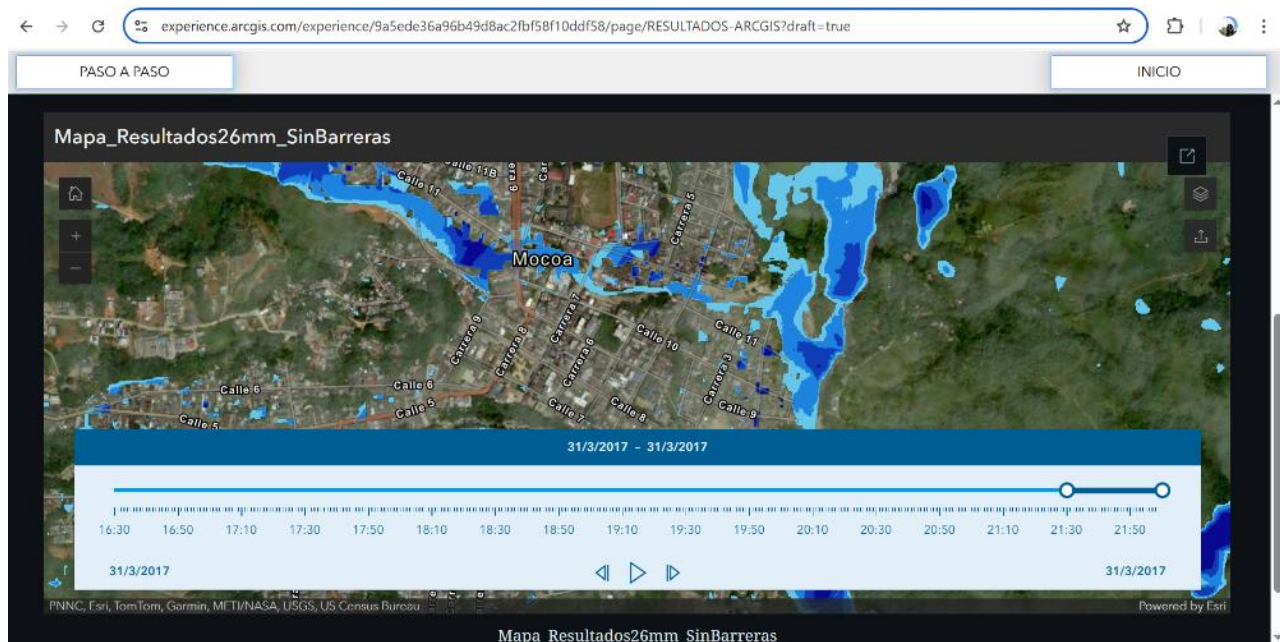 experience.arcgis.com/experience/9a5ede36a96b49d8ac2fbf58f10ddf58/page/RESULTADOS-ARCGIS?draft=true
PASO A PASO
INICIO
Mapa_Resultados26mm_SinBarreras
Calle 11
Calle 11B
Carrera 9
Carrera 5
Mocoa
Carrera 7
Calle 10
Calle 11
Carrera 9
Carrera 8
Carrera 6
Carrera 3
Calle 6
Calle 6
Calle 5
Calle 5
Calle 7
Calle 8
Calle 9
31/3/2017 – 31/3/2017
16:30 16:50 17:10 17:30 17:50 18:10 18:30 18:50 19:10 19:30 19:50 20:10 20:30 20:50 21:10 21:30 21:50
31/3/2017
31/3/2017
PNNC, Esri, TomTom, Garmin, METI/NASA, USGS, US Census Bureau
Powered by Esri
Mapa_Resultados26mm_SinBarreras